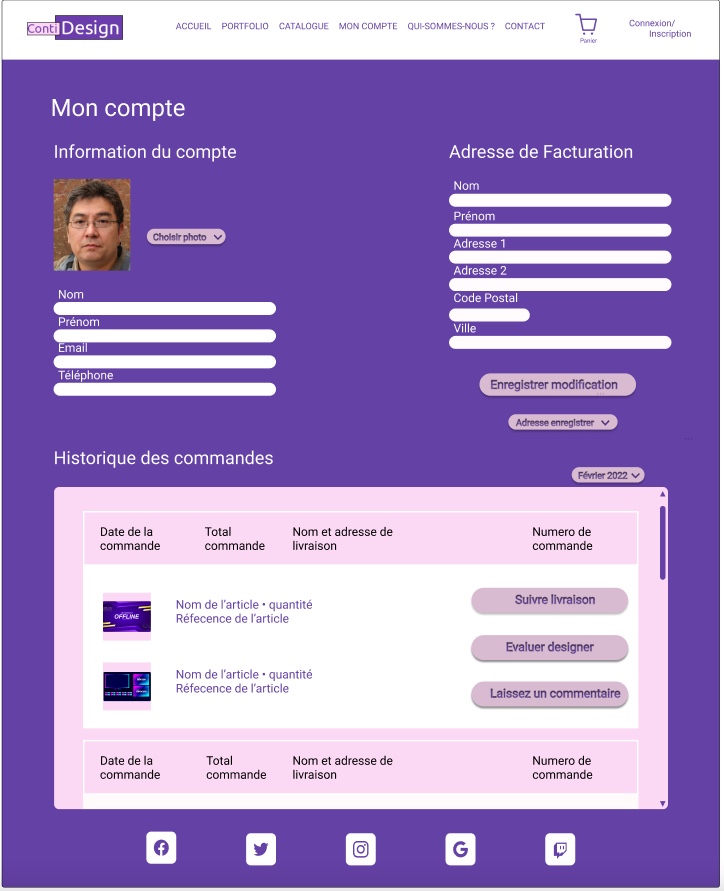 Conti Design
ACCUEIL PORTFOLIO CATALOGUE MON COMPTE QUI-SOMMES-NOUS ? CONTACT
Panier
Connexion/
Inscription
Mon compte
Information du compte
Choisir photo
Nom
Prénom
Email
Téléphone
Adresse de Facturation
Nom
Prénom
Adresse 1
Adresse 2
Code Postal
Ville
Enregistrer modification
Adresse enregistrer
Historique des commandes
Février 2022
Date de la
commande
Total
commande
Nom et adresse de
livraison
Numero de
commande
OFFLINE
Nom de l'article • quantité
Réfecence de l'article
Suivre livraison
Evaluer designer
Nom de l'article • quantité
Réfecence de l'article
Laissez un commentaire
Date de la
commande
Total
commande
Nom et adresse de
livraison
Numero de
commande